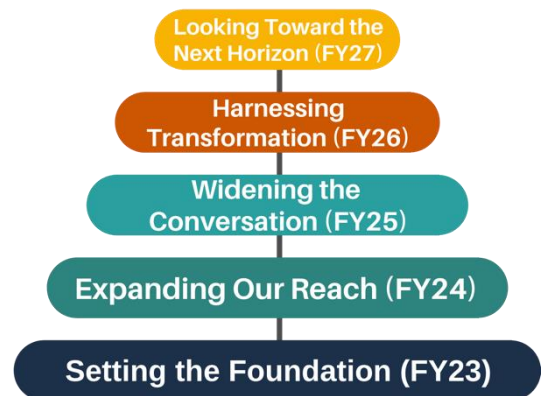 Looking Toward the
Next Horizon (FY27)
Harnessing
Transformation (FY26)
Widening the
Conversation (FY25)
Expanding Our Reach (FY24)
Setting the Foundation (FY23)